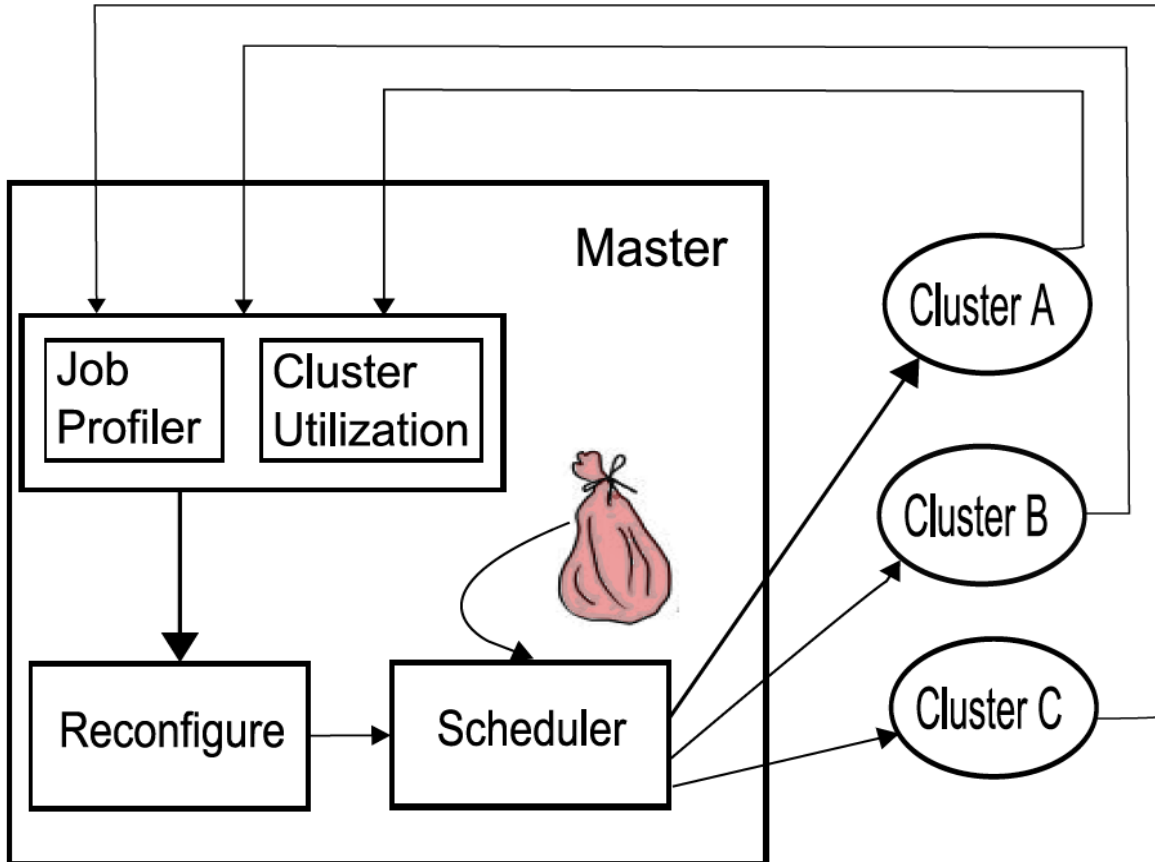 Master
Cluster A
Job
Profiler
Cluster
Utilization
Cluster B
Reconfigure
Scheduler
Cluster C